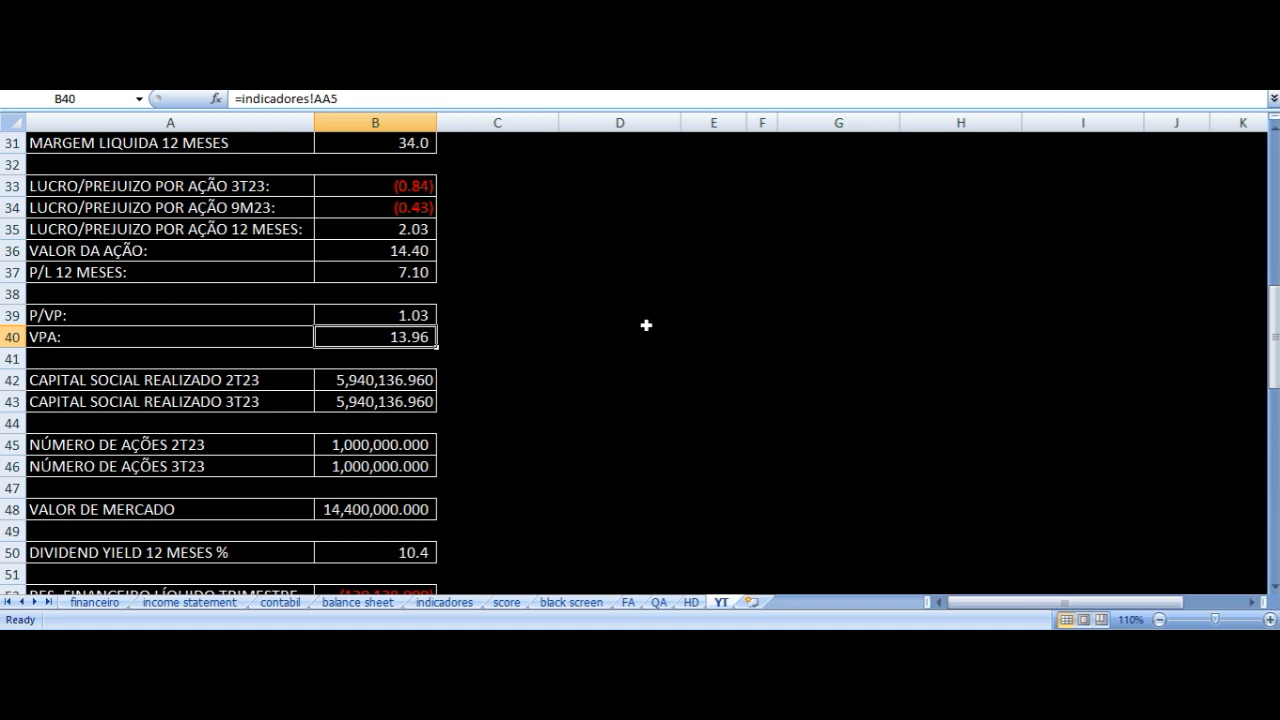 B40 fx =indicadores!AA5
A B C D E F G H I J K
31 MARGEM LIQUIDA 12 MESES 34.0
32
33 LUCRO/PREJUIZO POR AÇÃO 3T23: (0.84)
34 LUCRO/PREJUIZO POR AÇÃO 9M23: (0.43)
35 LUCRO/PREJUIZO POR AÇÃO 12 MESES: 2.03
36 VALOR DA AÇÃO: 14.40
37 P/L 12 MESES: 7.10
38
39 P/VP: 1.03
40 VPA: 13.96
41
42 CAPITAL SOCIAL REALIZADO 2T23 5,940,136.960
43 CAPITAL SOCIAL REALIZADO 3T23 5,940,136.960
44
45 NÚMERO DE AÇÕES 2T23 1,000,000.000
46 NÚMERO DE AÇÕES 3T23 1,000,000.000
47
48 VALOR DE MERCADO 14,400,000.000
49
50 DIVIDEND YIELD 12 MESES % 10.4
51
RES. FINANCEIRO LÍQUIDO TRIMESTRE
financeiro income statement contabil balance sheet indicadores score black screen FA QA HD YT
Ready 110%